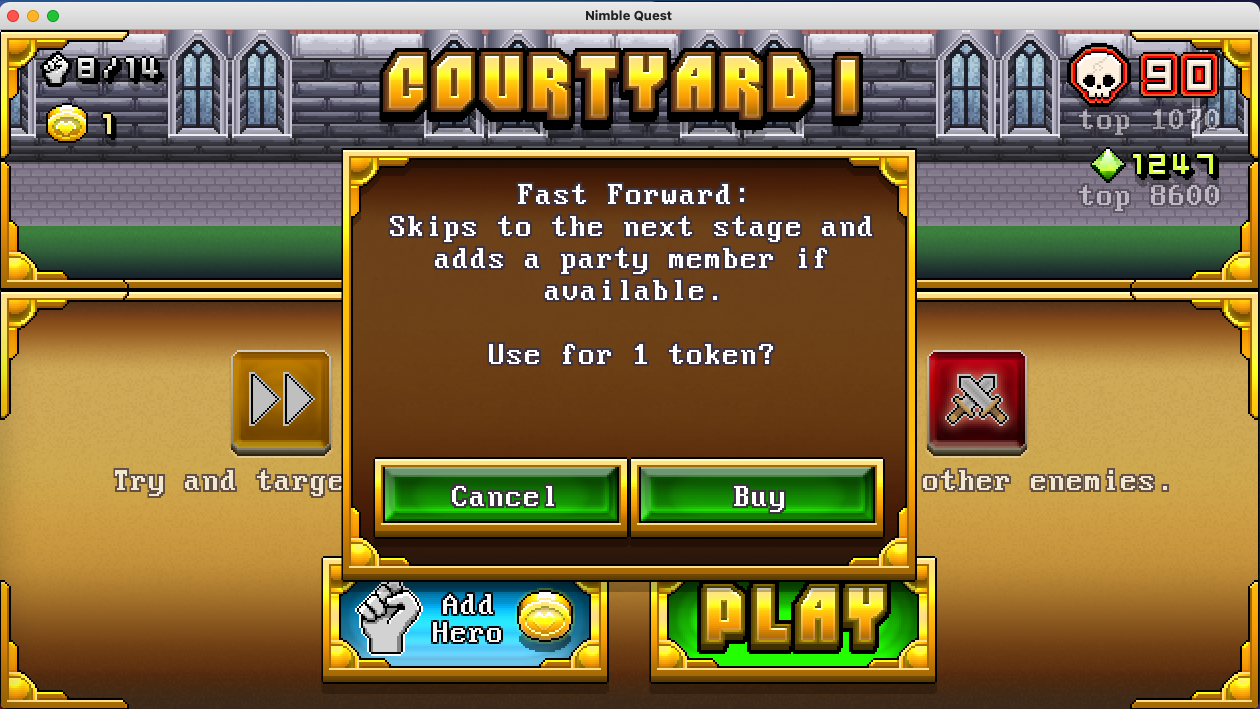 Nimble Quest
8/14
COURTYARD 1
90
top 1070
1
1247
top 8600
Fast Forward:
Skips to the next stage and
adds a party member if
available.
Use for 1 token?
Try and targe
other enemies.
Cancel
Buy
Add
Hero
PLAY